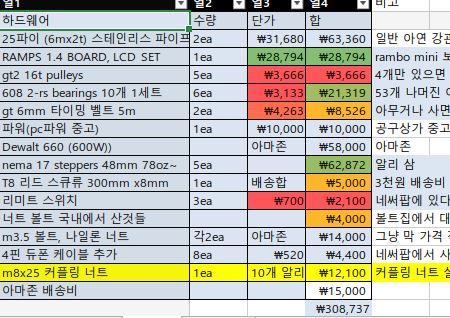 열1 열2 열3 열4 비고
하드웨어 수량 단가 합
25파이 (6mx2t) 스테인리스 파이프 2ea ₩31,680 ₩63,360 일반 아연 강관
RAMPS 1.4 BOARD, LCD SET 1ea ₩28,794 ₩28,794 rambo mini 보
gt2 16t pulleys 5ea ₩3,666 ₩3,666 4개만 있으면
608 2-rs bearings 10개 1세트 6ea ₩3,133 ₩21,319 53개 나머진
gt 6mm 타이밍 벨트 5m 2ea ₩4,263 ₩8,526 아무거나 사면
파워(pc파워 중고) 1ea ₩10,000 ₩10,000 공구상가 중고
Dewalt 660 (600W)) 아마존 ₩58,000 아마존
nema 17 steppers 48mm 78oz~ 5ea ₩62,872 알리 삼
T8 리드 스큐류 300mm x8mm 1ea 배송합 ₩5,000 3천원 배송비
리미트 스위치 3ea ₩700 ₩2,100 네써팝에 있다
너트 볼트 국내에서 산것들 ₩4,000 볼트집에서 대
m3.5 볼트, 나일론 너트 각2ea 아마존 ₩14,000 그냥 막 가격
4핀 듀폰 케이블 추가 8ea ₩520 ₩4,400 네써팝에서 사
m8x25 커플링 너트 1ea 10개 알리 ₩12,100 커플링 너트
아마존 배송비 ₩15,000
₩308,737